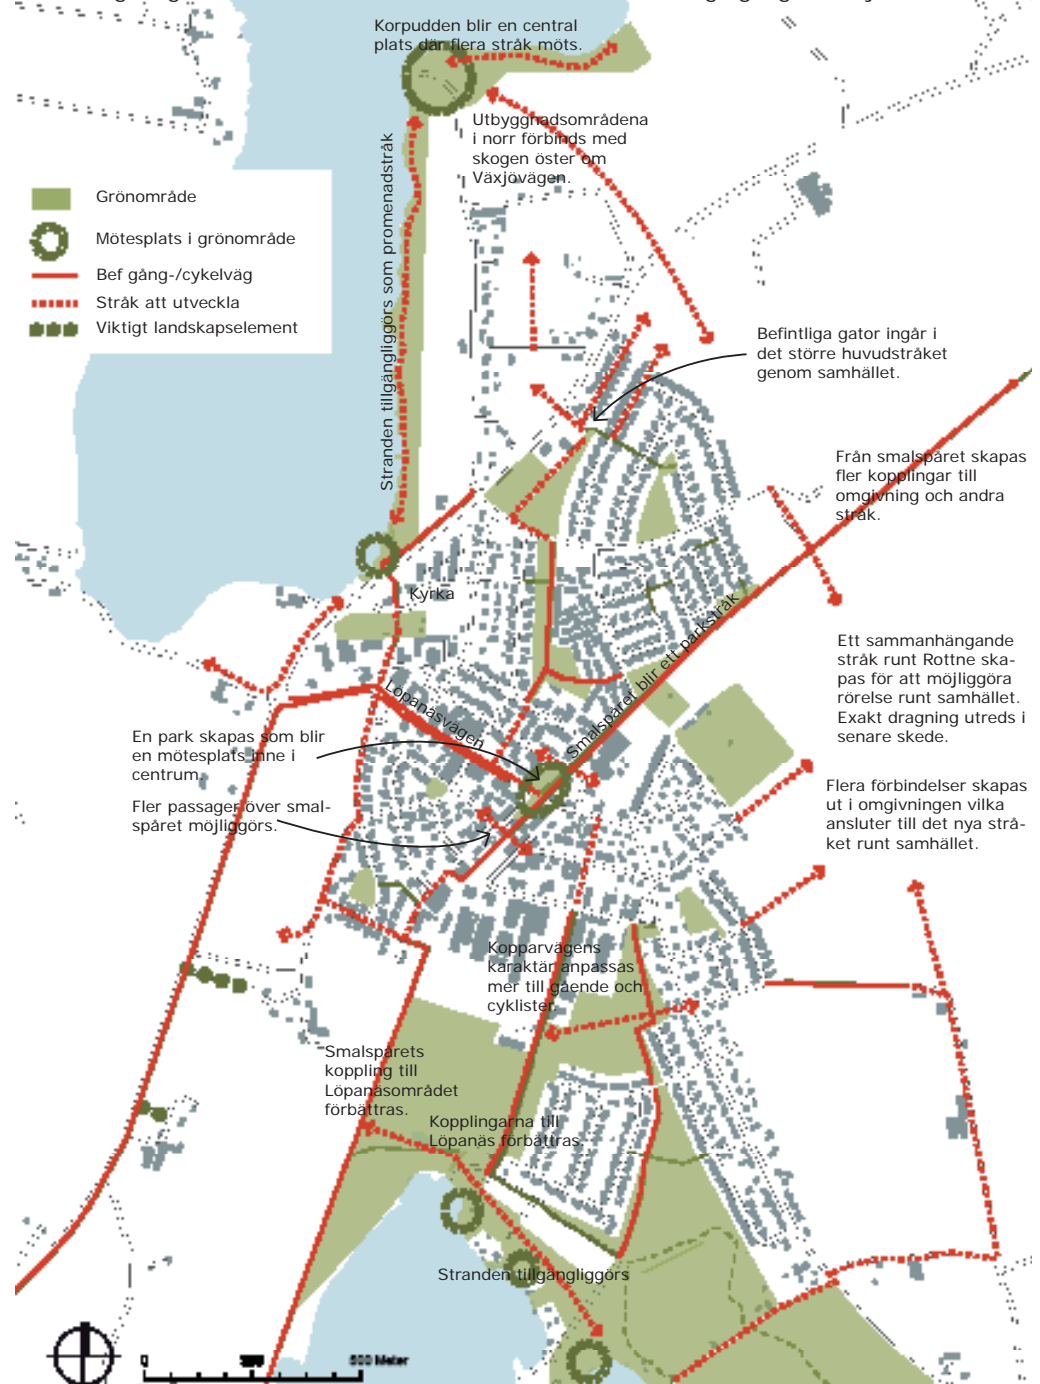 Korpudden blir en central
plats där flera stråk möts.
Utbyggnadsområdena
i norr förbinds med
skogen öster om
Växjövägen.
Stranden tillgängliggörs som promenadstråk
Grönområde
Mötesplats i grönområde
Bef gång-/cykelväg
Stråk att utveckla
Viktigt landskapselement
Befintliga gator ingår i
det större huvudstråket
genom samhället.
Från smalspåret skapas
fler kopplingar till
omgivning och andra
stråk.
Kyrka
Smalspåret blir ett parkstråk
Ett sammanhängande
stråk runt Rottne ska-
pas för att möjliggöra
rörelse runt samhället.
Exakt dragning utreds i
senare skede.
Löpanäsvägen
En park skapas som blir
en mötesplats inne i
centrum.
Fler passager över smal-
spåret möjliggörs.
Flera förbindelser skapas
ut i omgivningen vilka
ansluter till det nya strå-
ket runt samhället.
Kopparvägens
karaktär anpassas
mer till gående och
cyklister.
Smalspårets
koppling till
Löpanäsområdet
förbättras.
Kopplingarna till
Löpanäs förbättras.
Stranden tillgängliggörs
0
500 Meter